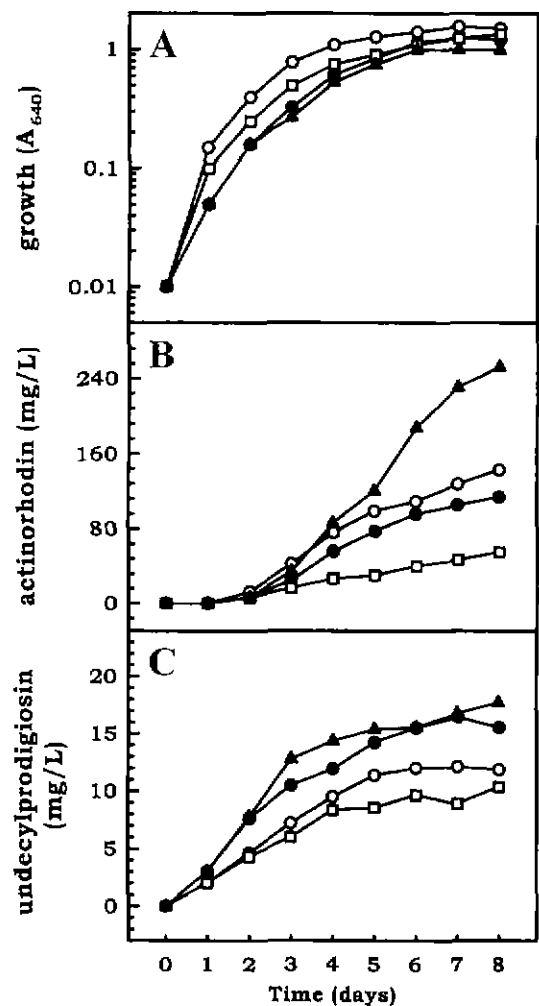 A
growth (A640)
1
0.1
0.01
B
actinorhodin (mg/L)
240
160
80
0
C
undecylprodigiosin
(mg/L)
20
15
10
5
0
0 1 2 3 4 5 6 7 8
Time (days)